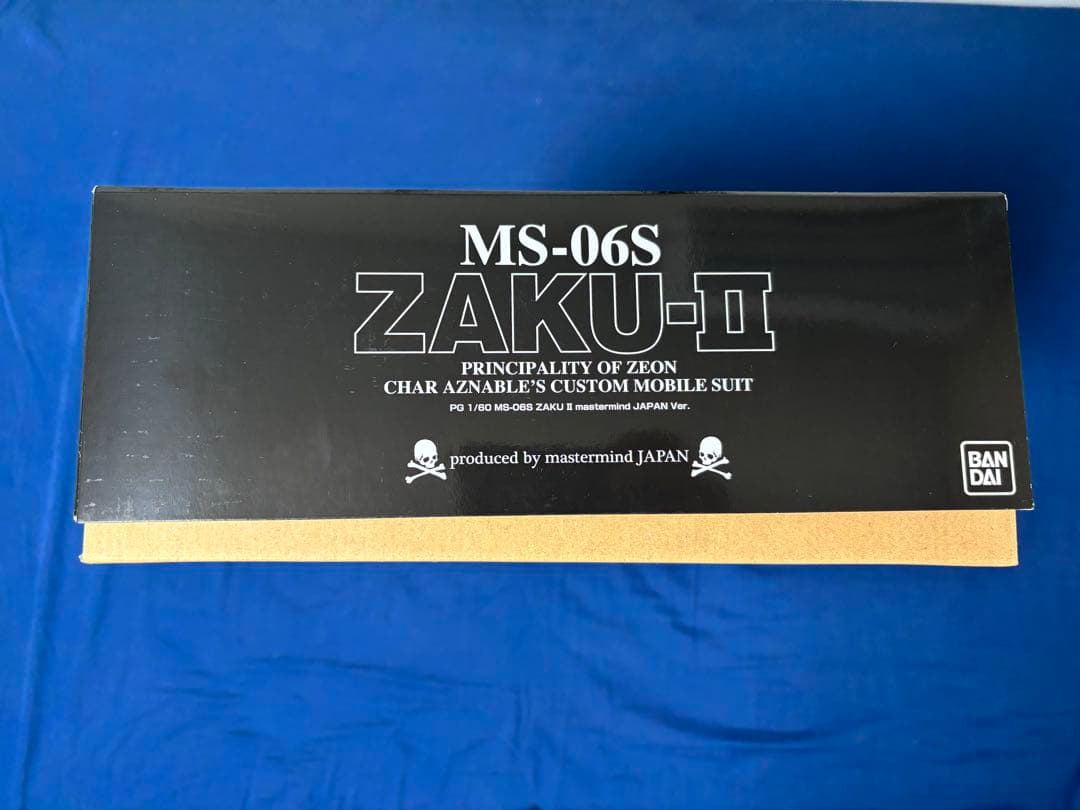 MS-06S
ZAKU-II
PRINCIPALITY OF ZEON
CHAR AZNABLE'S CUSTOM MOBILE SUIT
PG 1/60 MS-06S ZAKU II mastermind JAPAN Ver.
produced by mastermind JAPAN
BAN
DAI